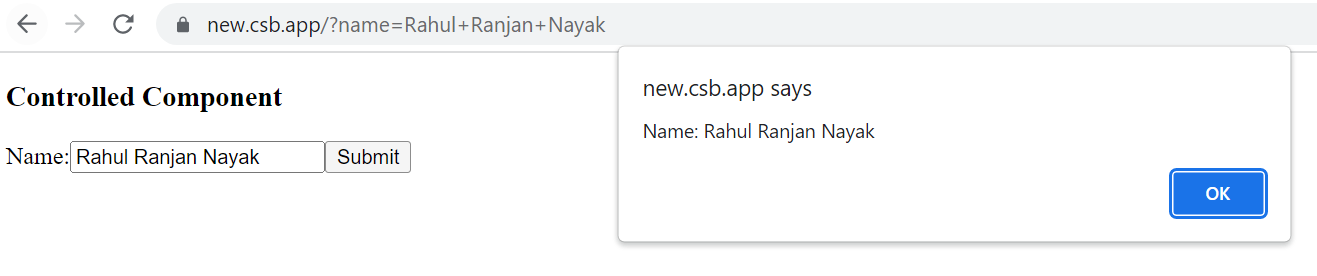 new.csb.app/?name=Rahul+Ranjan+Nayak
new.csb.app says
Controlled Component
Name: Rahul Ranjan Nayak
Name: Rahul Ranjan Nayak Submit
OK